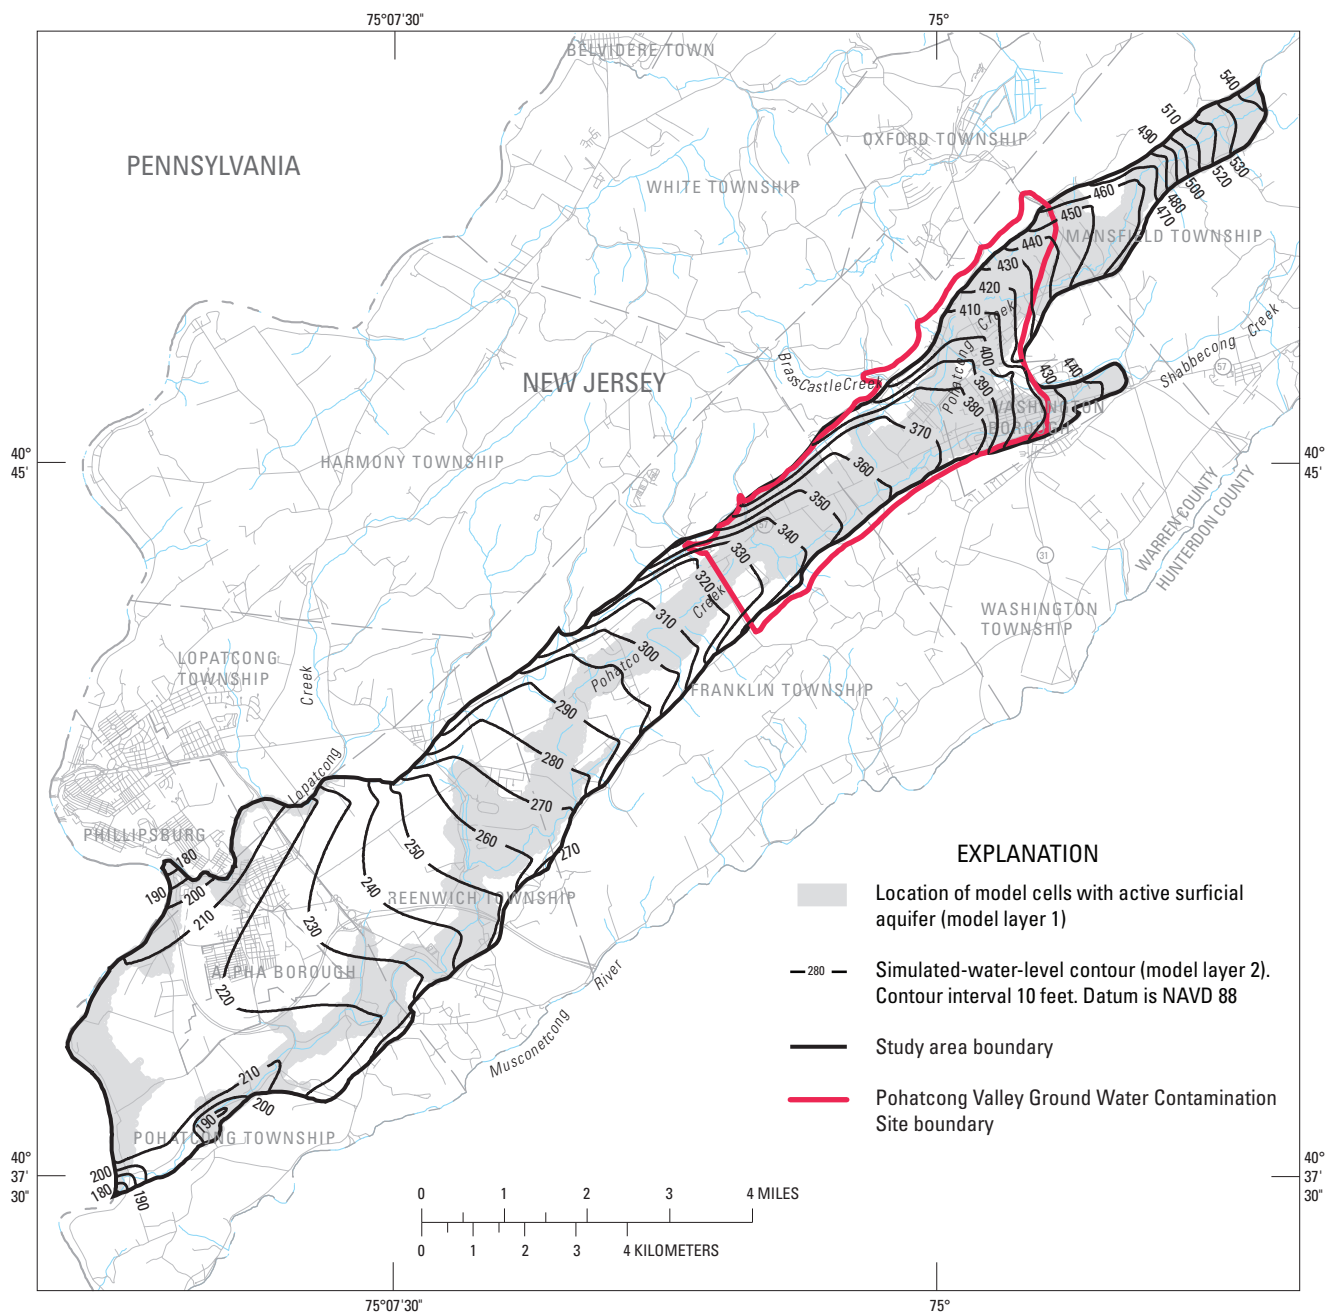 75°07'30"
75°
BELVIDERE TOWN
540
510
OXFORD TOWNSHIP
490
PENNSYLVANIA
WHITE TOWNSHIP
530
520
500
480
470
460
450
MANSFIELD TOWNSHIP
440
430
420
410
Pohatcong Creek
Shabbecong Creek
57
Brass Castle Creek
NEW JERSEY
400
390
380
430
440
WASHINGTON
BOROUGH
370
40°
45'
40°
45'
HARMONY TOWNSHIP
360
350
WARREN COUNTY
HUNTERDON COUNTY
57
340
31
330
320
Creek
310
WASHINGTON
TOWNSHIP
LOPATCONG
TOWNSHIP
Creek
300
Pohatco
FRANKLIN TOWNSHIP
290
280
Lopatcong
270
PHILLIPSBURG
260
250
270
180
190
200
210
240
REENWICH TOWNSHIP
230
ALPHA BOROUGH
220
River
Musconetcong
210
200
190
POHATCONG TOWNSHIP
200
180
190
EXPLANATION
Location of model cells with active surficial
aquifer (model layer 1)
280
Simulated-water-level contour (model layer 2).
Contour interval 10 feet. Datum is NAVD 88
Study area boundary
Pohatcong Valley Ground Water Contamination
Site boundary
40°
37'
30"
40°
37'
30"
0 1 2 3 4 MILES
0 1 2 3 4 KILOMETERS
75°07'30"
75°